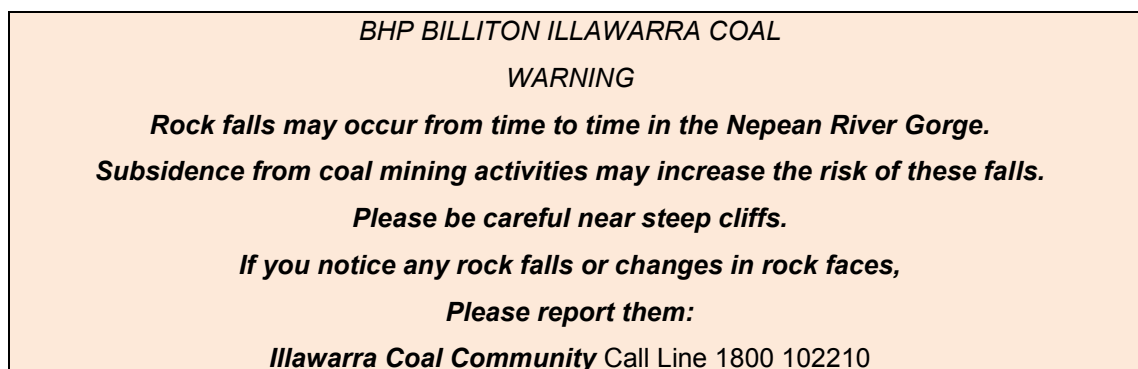 BHP BILLITON ILLAWARRA COAL
WARNING
Rock falls may occur from time to time in the Nepean River Gorge.
Subsidence from coal mining activities may increase the risk of these falls.
Please be careful near steep cliffs.
If you notice any rock falls or changes in rock faces,
Please report them:
Illawarra Coal Community Call Line 1800 102210